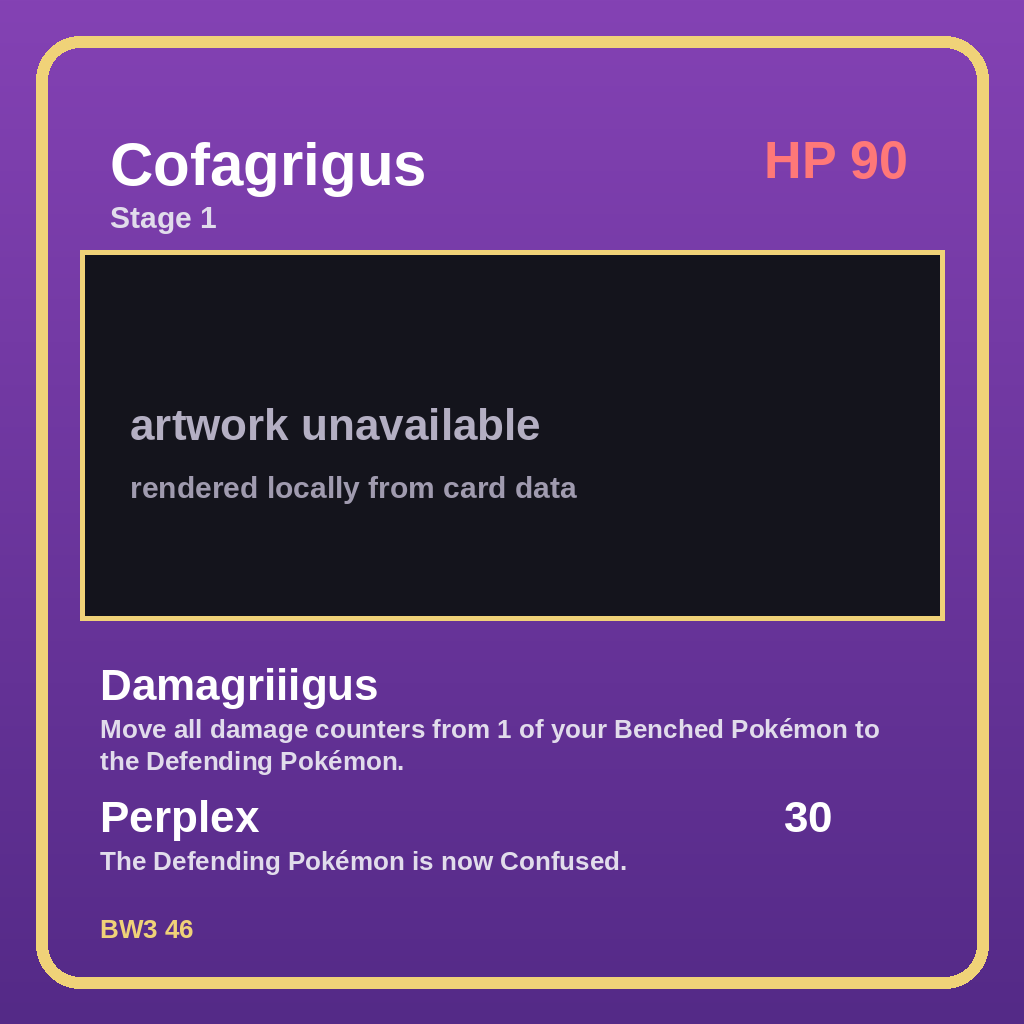 Cofagrigus
HP 90
Stage 1
artwork unavailable
rendered locally from card data
Damagriiigus
Move all damage counters from 1 of your Benched Pokémon to
the Defending Pokémon.
Perplex 30
The Defending Pokémon is now Confused.
BW3 46